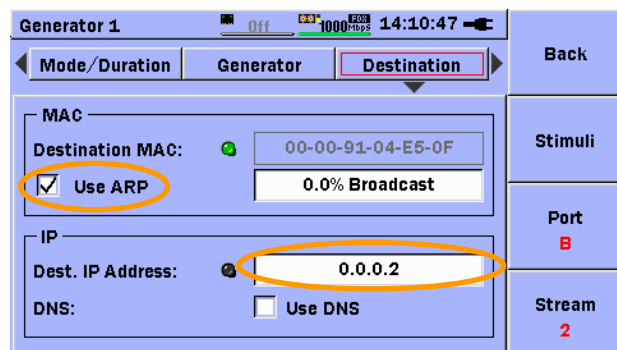 Generator 1 Off 1000Mbps FDX 14:10:47
Mode/Duration Generator Destination Back
MAC
Destination MAC: 00-00-91-04-E5-0F Stimuli
Use ARP 0.0% Broadcast
Port
B
IP
Dest. IP Address: 0.0.0.2
DNS: Use DNS
Stream
2